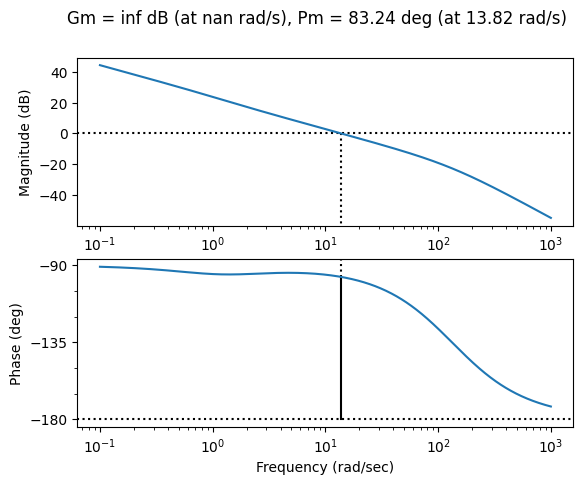 Gm = inf dB (at nan rad/s), Pm = 83.24 deg (at 13.82 rad/s)
40
20
0
−20
−40
Magnitude (dB)
10⁻¹ 10⁰ 10¹ 10² 10³
−90
−135
−180
Phase (deg)
10⁻¹ 10⁰ 10¹ 10² 10³
Frequency (rad/sec)